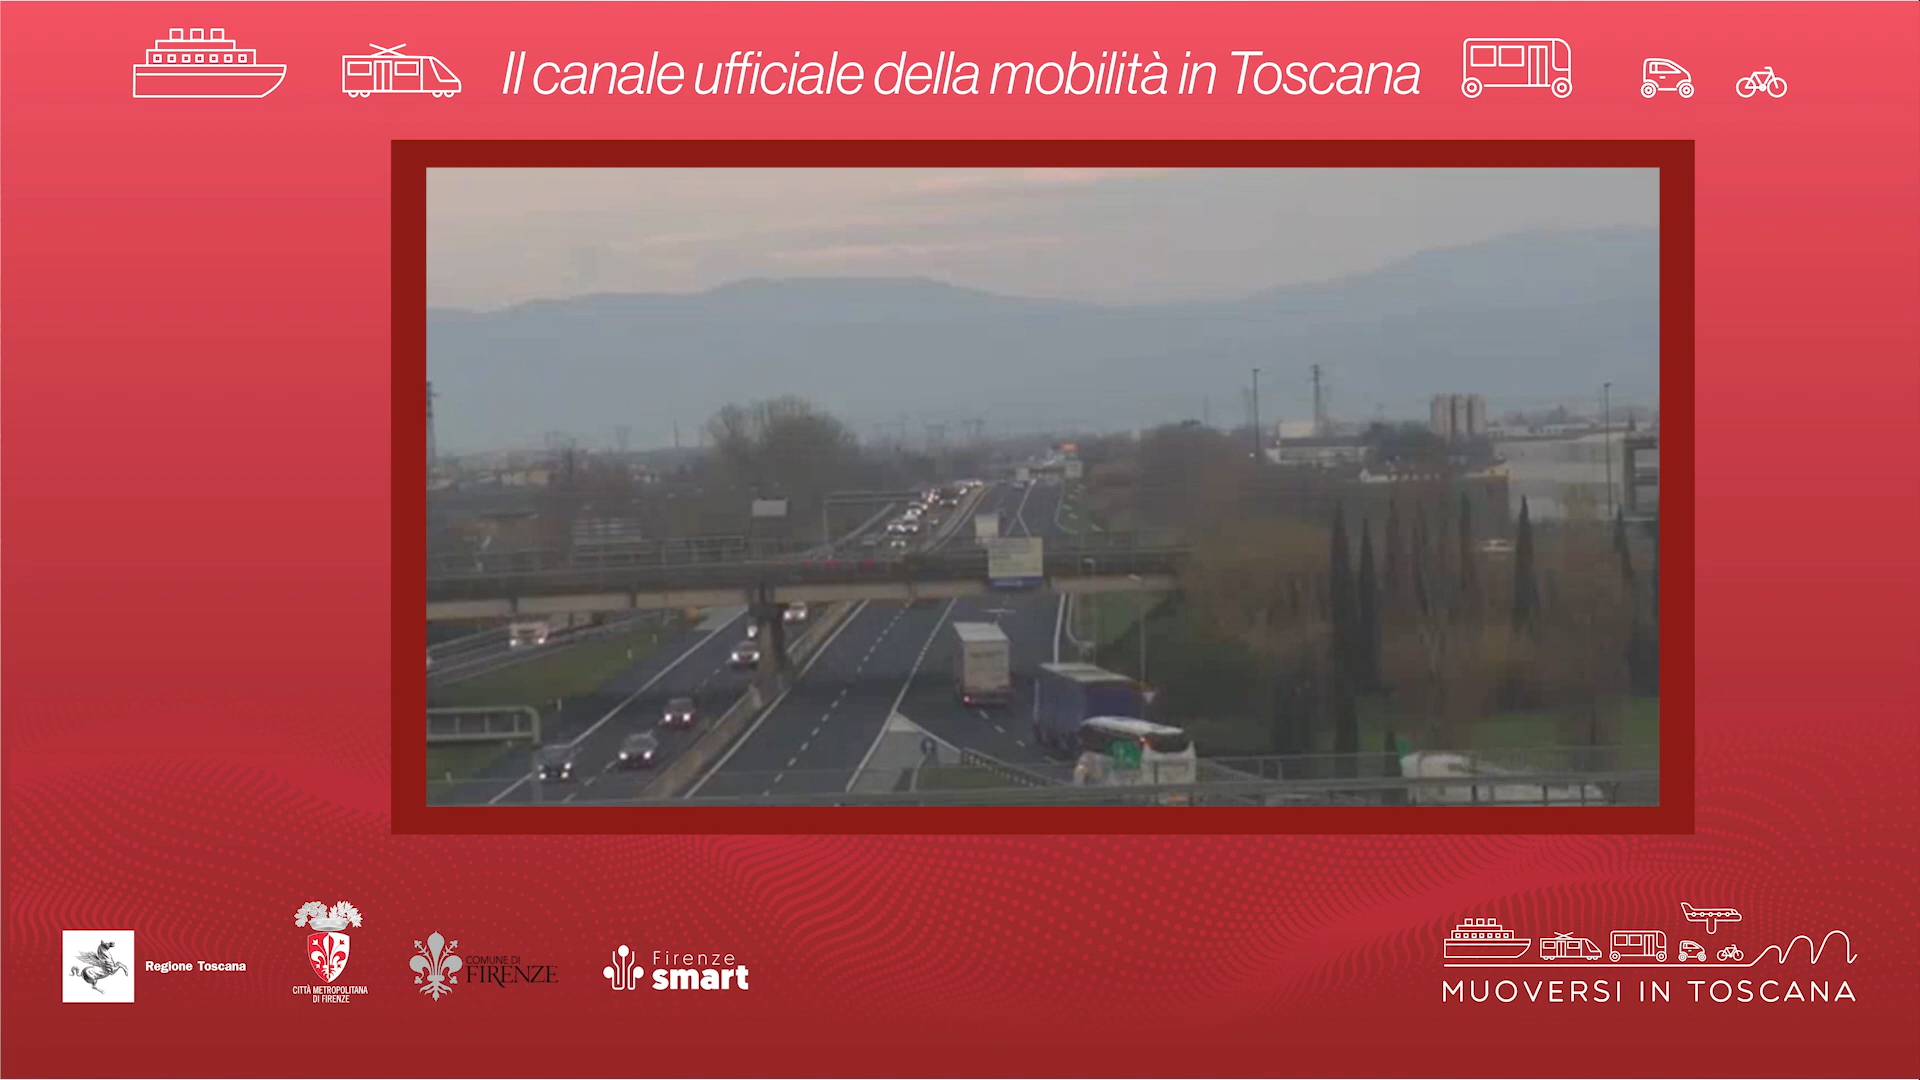 Il canale ufficiale della mobilità in Toscana
Regione Toscana
CITTÀ METROPOLITANA
DI FIRENZE
COMUNE DI
FIRENZE
Firenze
smart
MUOVERSI IN TOSCANA